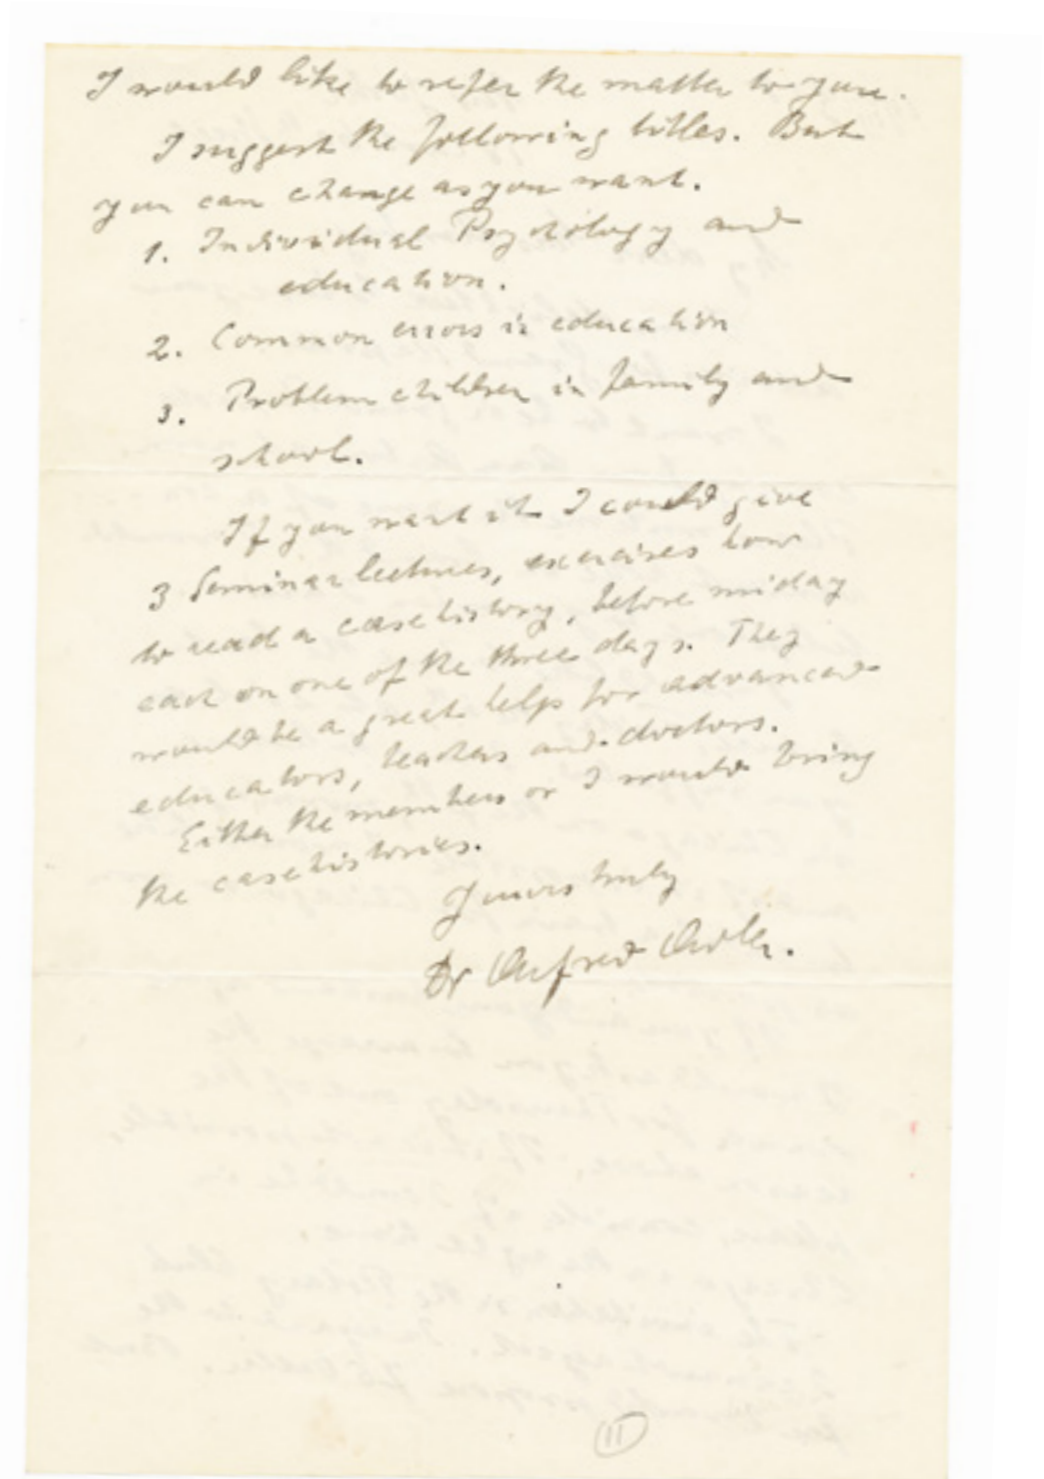 I would like to refer the matter to you.
I suggest the following titles. But
you can change as you want.
1. Individual Psychology and
education.
2. Common errors in education
3. Problem children in family and
school.
If you want it I could give
3 Seminar lectures, exercises how
to read a case history, before miday
each on one of the three days. They
would be a great help for advanced
educators, teachers and doctors.
Either the members or I would bring
the case histories.
Yours truly
Dr Alfred Adler.
11